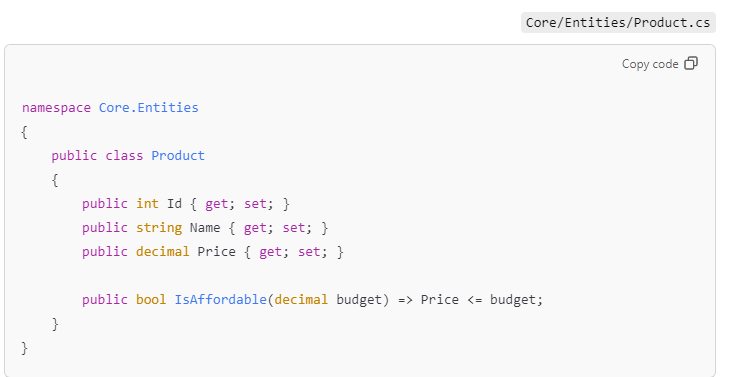 Core/Entities/Product.cs
Copy code
namespace Core.Entities
{
    public class Product
    {
        public int Id { get; set; }
        public string Name { get; set; }
        public decimal Price { get; set; }

        public bool IsAffordable(decimal budget) => Price <= budget;
    }
}